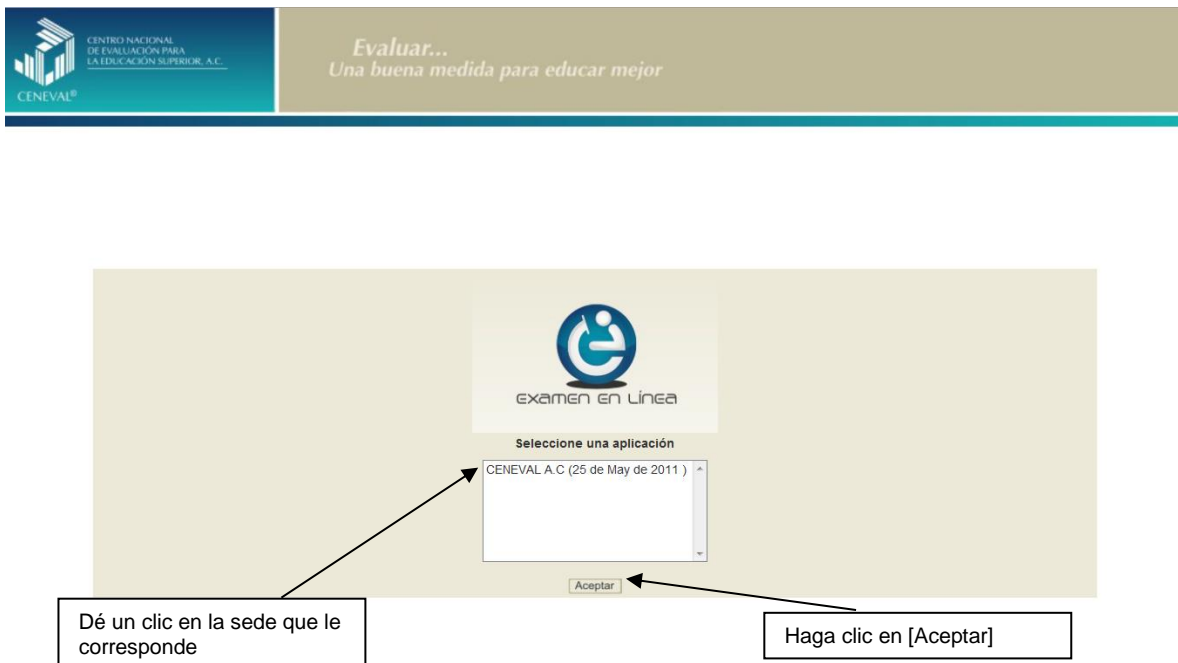 CENTRO NACIONAL
DE EVALUACIÓN PARA
LA EDUCACIÓN SUPERIOR, A.C.
CENEVAL®
Evaluar...
Una buena medida para educar mejor
examen en línea
Seleccione una aplicación
CENEVAL A.C (25 de May de 2011 )
Aceptar
Dé un clic en la sede que le
corresponde
Haga clic en [Aceptar]